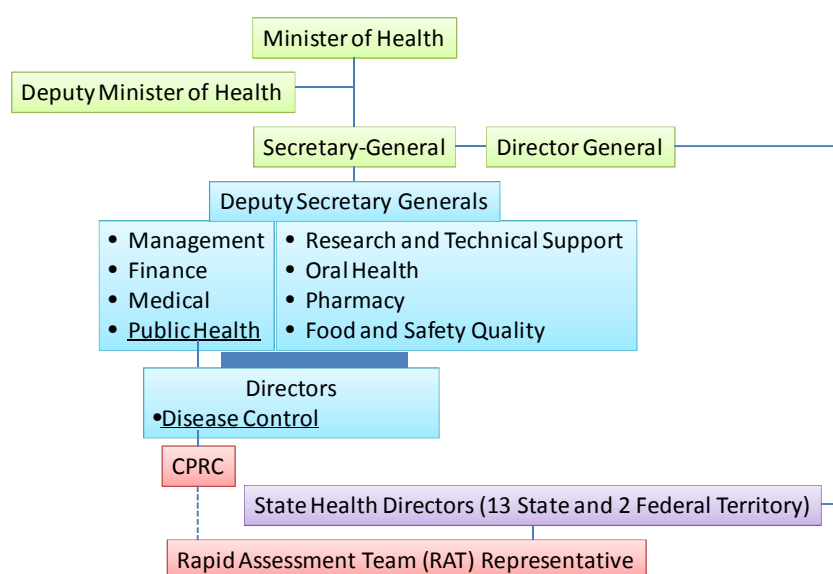 Minister of Health
Deputy Minister of Health
Secretary-General
Director General
Deputy Secretary Generals
• Management
• Finance
• Medical
• Public Health
• Research and Technical Support
• Oral Health
• Pharmacy
• Food and Safety Quality
Directors
•Disease Control
CPRC
State Health Directors (13 State and 2 Federal Territory)
Rapid Assessment Team (RAT) Representative